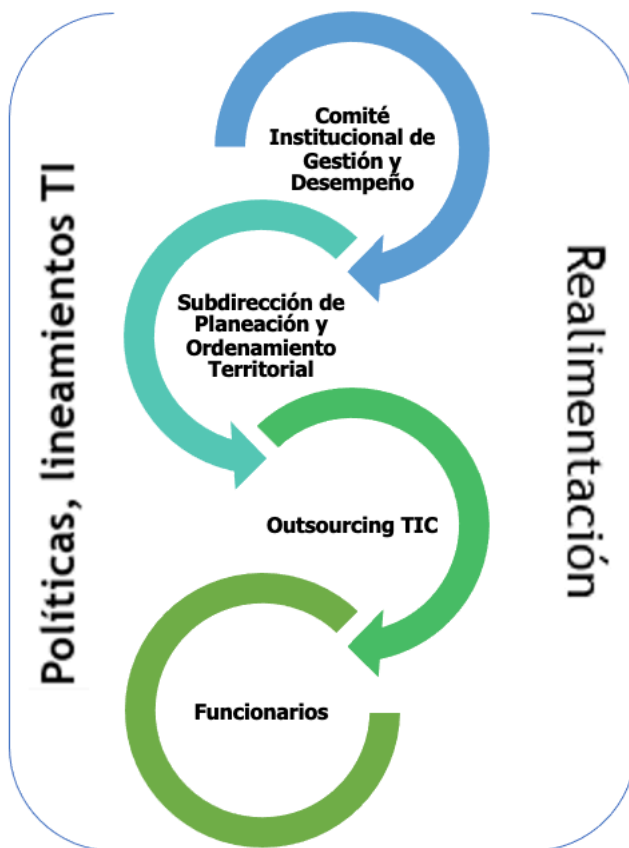 Comité
Institucional de
Gestión y
Desempeño
Políticas, lineamientos TI
Realimentación
Subdirección de
Planeación y
Ordenamiento
Territorial
Outsourcing TIC
Funcionarios